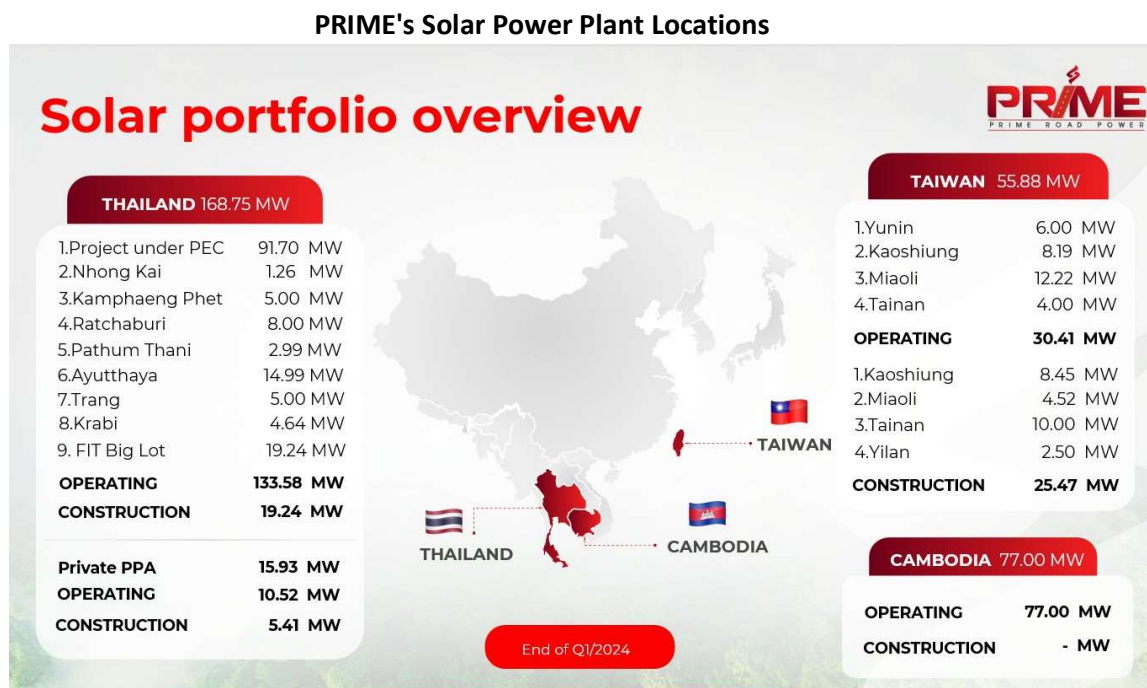 PRIME's Solar Power Plant Locations
Solar portfolio overview
PRIME
PRIME ROAD POWER
THAILAND 168.75 MW
1.Project under PEC 91.70 MW
2.Nhong Kai 1.26 MW
3.Kamphaeng Phet 5.00 MW
4.Ratchaburi 8.00 MW
5.Pathum Thani 2.99 MW
6.Ayutthaya 14.99 MW
7.Trang 5.00 MW
8.Krabi 4.64 MW
9. FIT Big Lot 19.24 MW
OPERATING 133.58 MW
CONSTRUCTION 19.24 MW
Private PPA 15.93 MW
OPERATING 10.52 MW
CONSTRUCTION 5.41 MW
THAILAND
CAMBODIA
TAIWAN
End of Q1/2024
TAIWAN 55.88 MW
1.Yunin 6.00 MW
2.Kaoshiung 8.19 MW
3.Miaoli 12.22 MW
4.Tainan 4.00 MW
OPERATING 30.41 MW
1.Kaoshiung 8.45 MW
2.Miaoli 4.52 MW
3.Tainan 10.00 MW
4.Yilan 2.50 MW
CONSTRUCTION 25.47 MW
CAMBODIA 77.00 MW
OPERATING 77.00 MW
CONSTRUCTION - MW